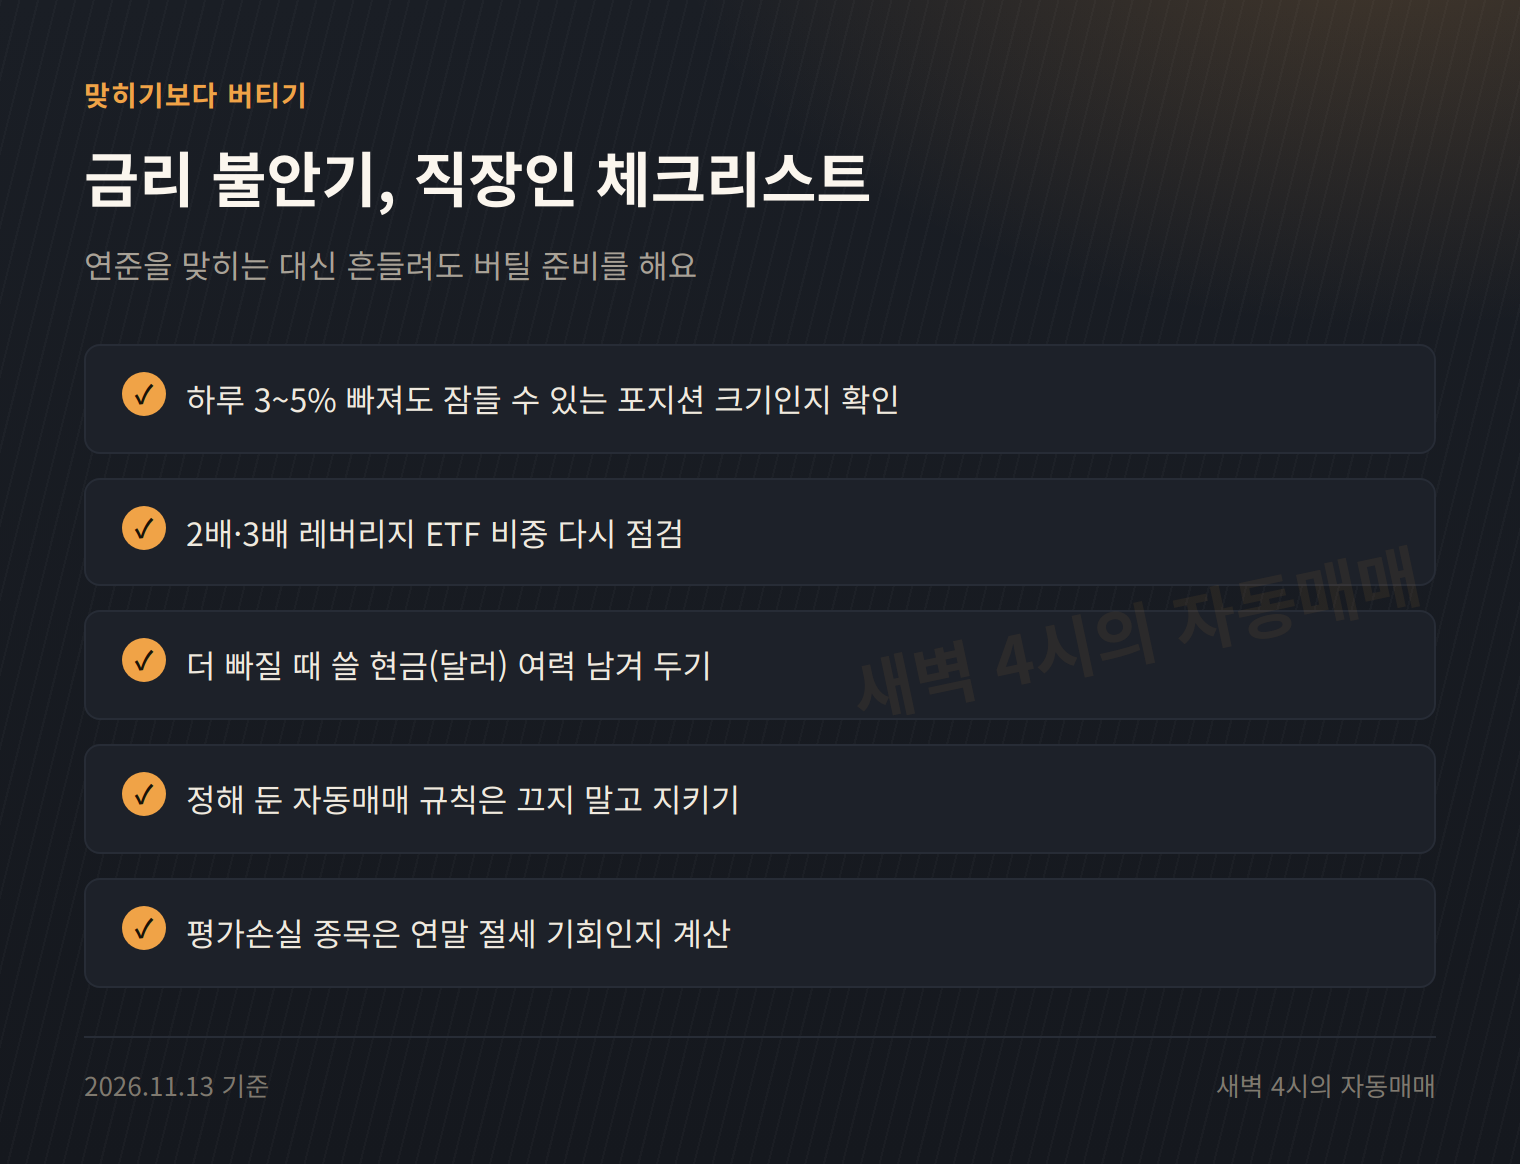 맞히기보다 버티기
금리 불안기, 직장인 체크리스트
연준을 맞히는 대신 흔들려도 버틸 준비를 해요
✓ 하루 3~5% 빠져도 잠들 수 있는 포지션 크기인지 확인
✓ 2배·3배 레버리지 ETF 비중 다시 점검
✓ 더 빠질 때 쓸 현금(달러) 여력 남겨 두기
✓ 정해 둔 자동매매 규칙은 끄지 말고 지키기
✓ 평가손실 종목은 연말 절세 기회인지 계산
새벽 4시의 자동매매
2026.11.13 기준
새벽 4시의 자동매매